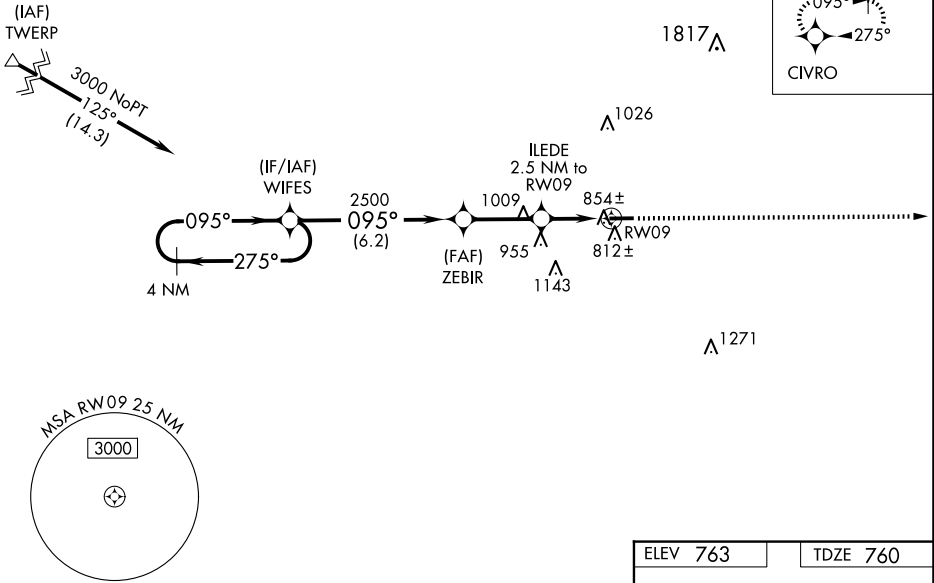 (IAF)
TWERP
3000 NoPT
125°
(14.3)
095°
275°
CIVRO
1817
1026
(IF/IAF)
WIFES
2500
095°
(6.2)
095°
275°
4 NM
(FAF)
ZEBIR
ILEDE
2.5 NM to
RW09
1009
955
1143
854±
RW09
812±
1271
MSA RW09 25 NM
3000
ELEV 763
TDZE 760